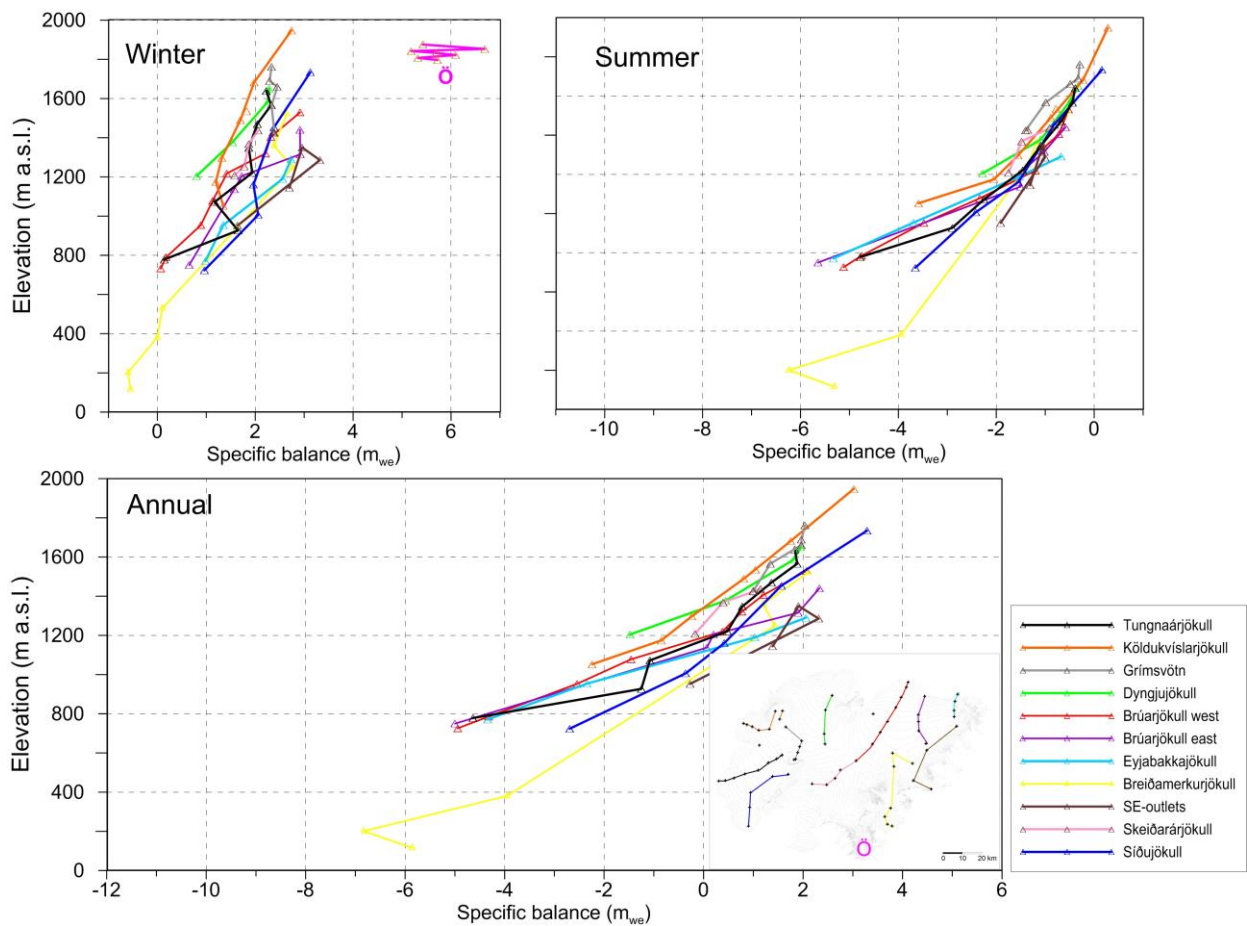 Winter
Ö
2000
1600
1200
800
400
0
Elevation (m a.s.l.)
0
2
4
6
Specific balance (mwe)
Summer
-10
-8
-6
-4
-2
0
Specific balance (mwe)
Annual
2000
1600
1200
800
400
0
Elevation (m a.s.l.)
-12
-10
-8
-6
-4
-2
0
2
4
6
Specific balance (mwe)
Ö
0 10 20 km
Tungnaárjökull
Köldukvíslarjökull
Grímsvötn
Dyngjujökull
Brúarjökull west
Brúarjökull east
Eyjabakkajökull
Breiðamerkurjökull
SE-outlets
Skeiðarárjökull
Síðujökull